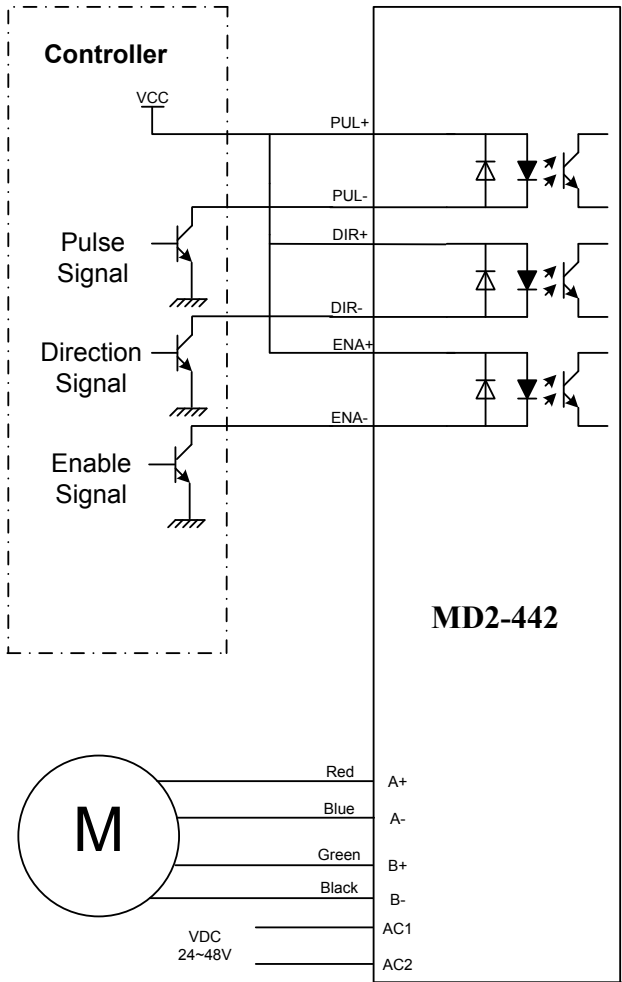 Controller
VCC
PUL+
PUL-
Pulse
Signal
DIR+
DIR-
Direction
Signal
ENA+
ENA-
Enable
Signal
MD2-442
M
Red
A+
Blue
A-
Green
B+
Black
B-
VDC
24~48V
AC1
AC2